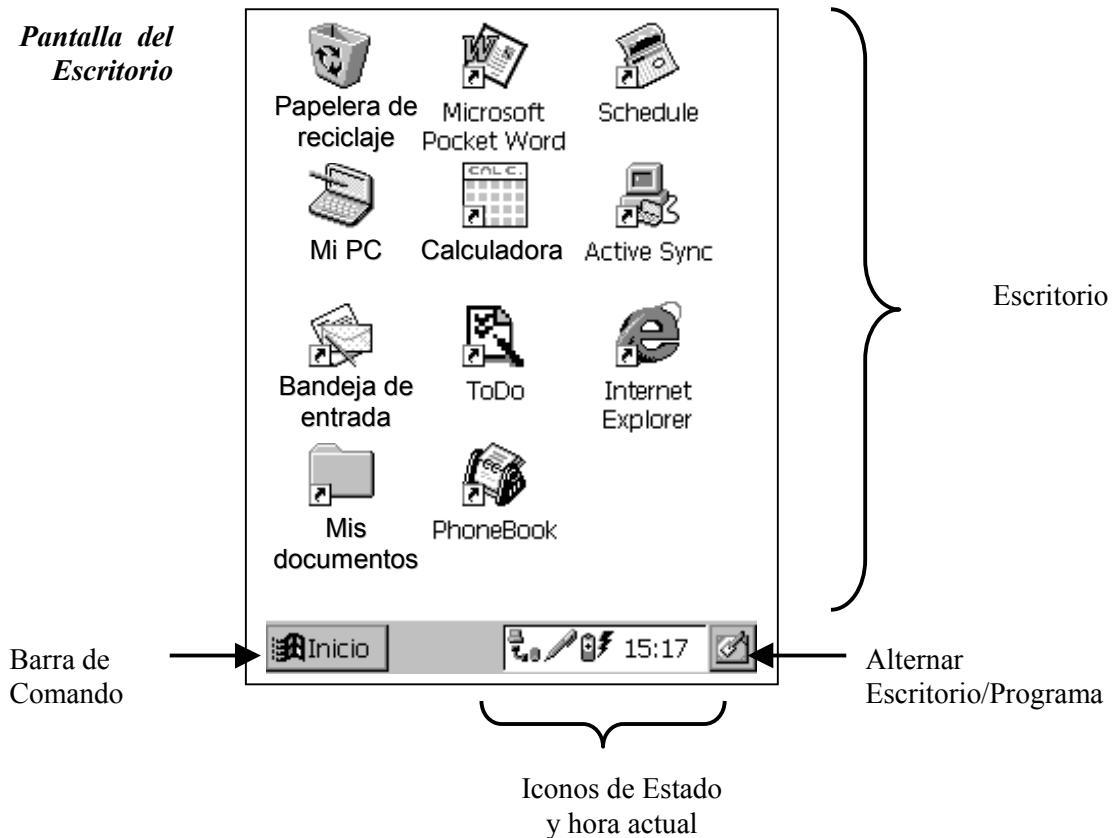 Pantalla del
Escritorio
Papelera de
reciclaje
Microsoft
Pocket Word
Schedule
CALC.
Mi PC
Calculadora
Active Sync
Bandeja de
entrada
ToDo
Internet
Explorer
Mis
documentos
PhoneBook
Escritorio
Inicio
15:17
Barra de
Comando
Alternar
Escritorio/Programa
Iconos de Estado
y hora actual